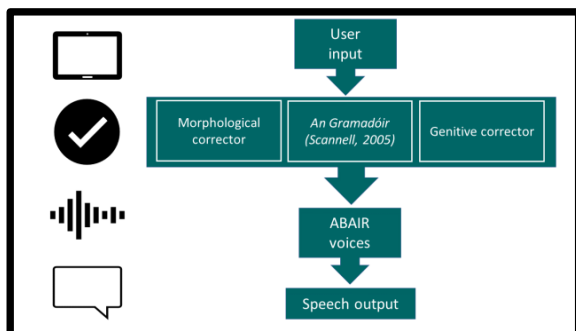 User
input
Morphological
corrector
An Gramadóir
(Scannell, 2005)
Genitive corrector
ABAIR
voices
Speech output